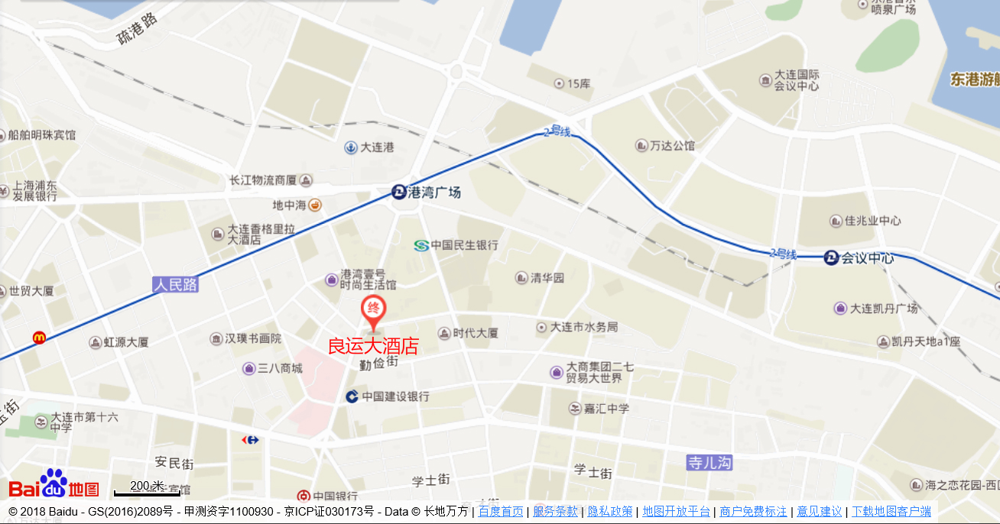 疏港路
喷泉广场
15库
大连国际
会议中心
东港游艇
船舶明珠宾馆
大连港
2号线
万达公馆
上海浦东
发展银行
长江物流商厦
港湾广场
地中海
大连香格里拉
大酒店
佳兆业中心
中国民生银行
2号线
会议中心
人民路
港湾壹号
时尚生活馆
清华园
世贸大厦
终
大连凯丹广场
虹源大厦
汉璞书画院
良运大酒店
时代大厦
大连市水务局
凯丹天地a1座
勤俭街
三八商城
大商集团二七
贸易大世界
中国建设银行
嘉汇中学
大连市第十六
中学
安民街
寺儿沟
学士街
学士街
海之恋花园-西区
Bai du 地图
200 米
中国银行
© 2018 Baidu - GS(2016)2089号 - 甲测资字1100930 - 京ICP证030173号 - Data © 长地万方 | 百度首页 | 服务条款 | 隐私政策 | 地图开放平台 | 商户免费标注 | 意见建议 | 下载地图客户端